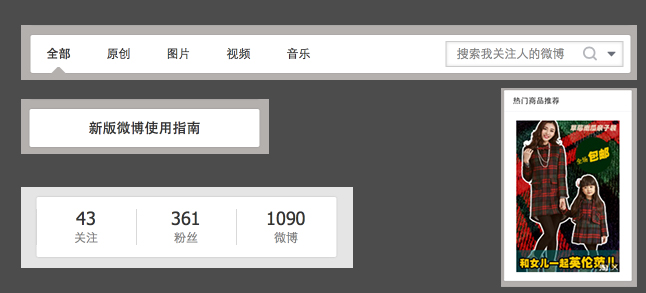 全部 原创 图片 视频 音乐 搜索我关注人的微博
新版微博使用指南
热门商品推荐
全场包邮
和女儿一起英伦范!!
43 361 1090
关注 粉丝 微博